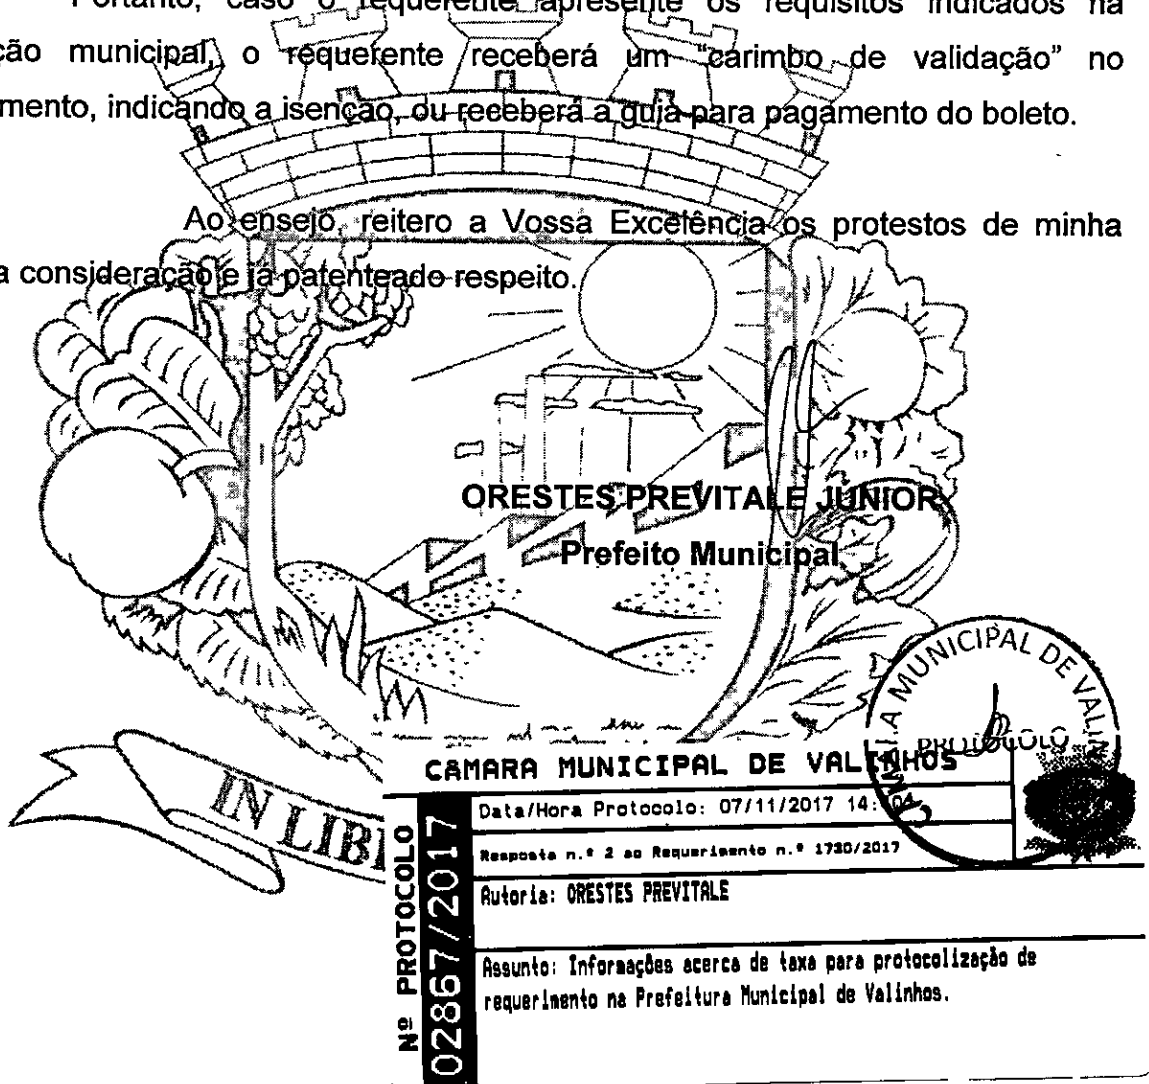 Portanto, caso o requerente apresente os requisitos indicados na
ção municipal, o requerente receberá um “carimbo de validação” no
mento, indicando a isenção, ou receberá a guia para pagamento do boleto.
Ao ensejo, reitero a Vossa Excelência os protestos de minha
a consideração e já patenteado respeito.
ORESTES PREVITALE JÚNIOR
Prefeito Municipal
IN LIB
CÂMARA MUNICIPAL DE VALINHOS
Data/Hora Protocolo: 07/11/2017 14:
Resposta n.º 2 ao Requerimento n.º 1730/2017
Autoria: ORESTES PREVITALE
Assunto: Informações acerca de taxa para protocolização de
requerimento na Prefeitura Municipal de Valinhos.
Nº PROTOCOLO
02867/2017
MUNICIPAL DE VALIN
PROTOCOLO